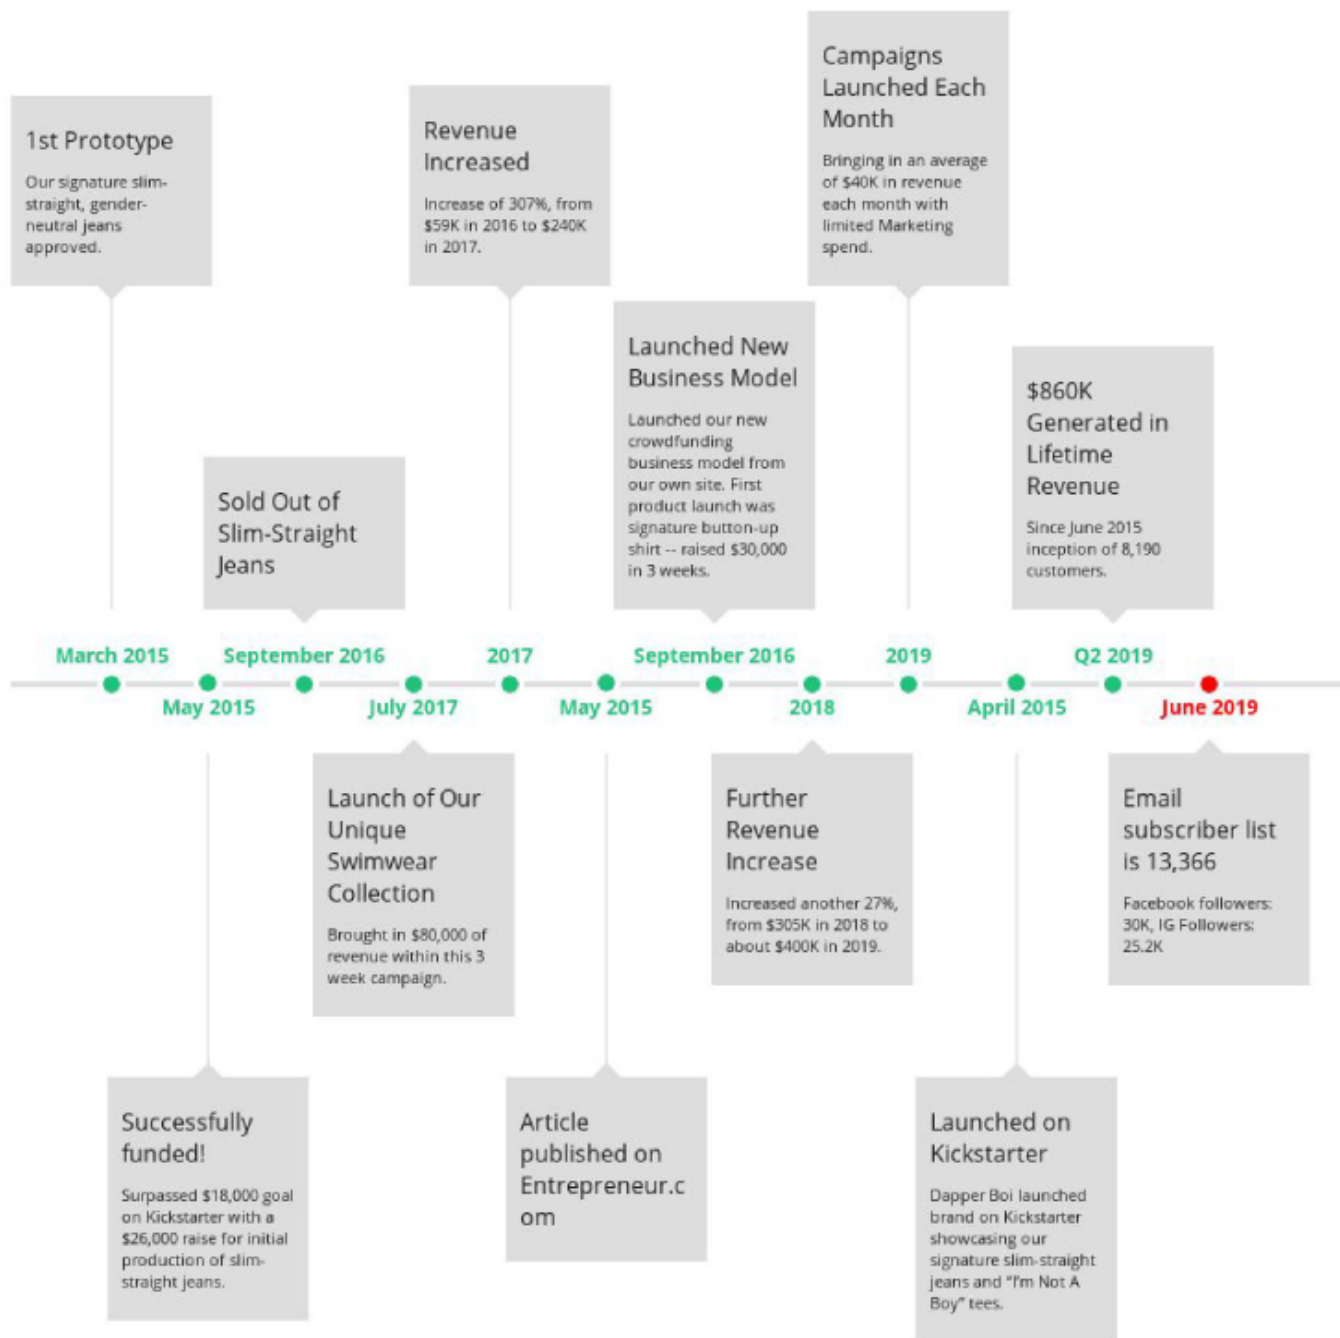 1st Prototype
Our signature slim-
straight, gender-
neutral jeans
approved.
Revenue
Increased
Increase of 307%, from
$59K in 2016 to $240K
in 2017.
Campaigns
Launched Each
Month
Bringing in an average
of $40K in revenue
each month with
limited Marketing
spend.
Sold Out of
Slim-Straight
Jeans
Launched New
Business Model
Launched our new
crowdfunding
business model from
our own site. First
product launch was
signature button-up
shirt -- raised $30,000
in 3 weeks.
$860K
Generated in
Lifetime
Revenue
Since June 2015
inception of 8,190
customers.
March 2015
September 2016
2017
September 2016
2019
Q2 2019
May 2015
July 2017
May 2015
2018
April 2015
June 2019
Launch of Our
Unique
Swimwear
Collection
Brought in $80,000 of
revenue within this 3
week campaign.
Further
Revenue
Increase
Increased another 27%,
from $305K in 2018 to
about $400K in 2019.
Email
subscriber list
is 13,366
Facebook followers:
30K, IG Followers:
25.2K
Successfully
funded!
Surpassed $18,000 goal
on Kickstarter with a
$26,000 raise for initial
production of slim-
straight jeans.
Article
published on
Entrepreneur.c
om
Launched on
Kickstarter
Dapper Boi launched
brand on Kickstarter
showcasing our
signature slim-straight
jeans and “I'm Not A
Boy” tees.